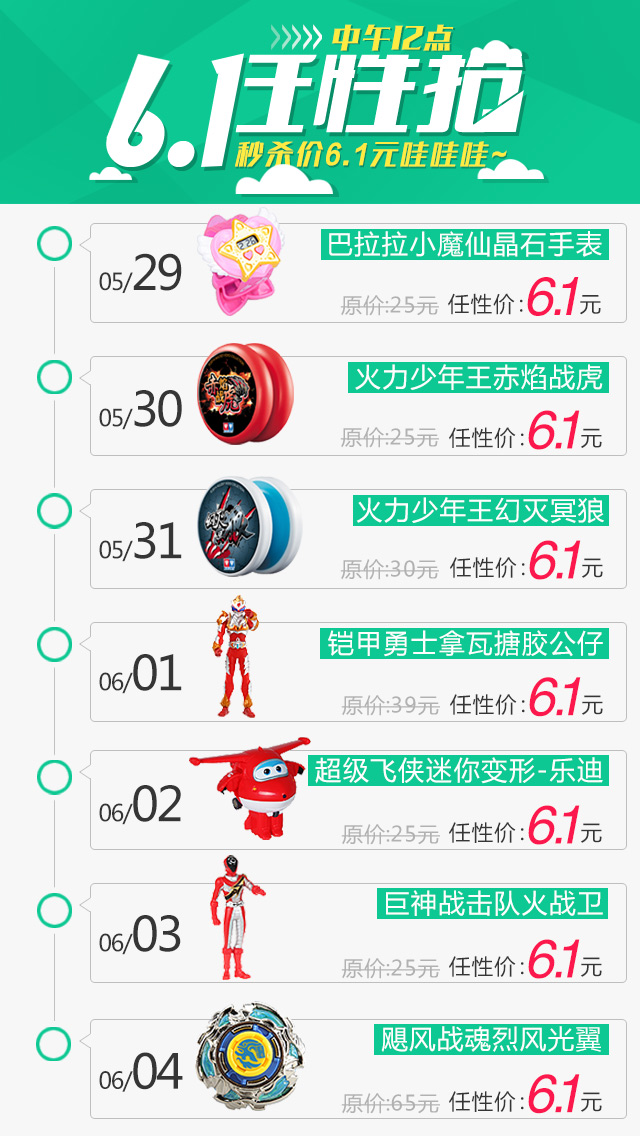 中午12点
6.1任性抢
秒杀价6.1元哇哇哇~
巴拉拉小魔仙晶石手表
05/29
原价:25元 任性价:6.1元
火力少年王赤焰战虎
05/30
原价:25元 任性价:6.1元
火力少年王幻灭冥狼
05/31
原价:30元 任性价:6.1元
铠甲勇士拿瓦搪胶公仔
06/01
原价:39元 任性价:6.1元
超级飞侠迷你变形-乐迪
06/02
原价:25元 任性价:6.1元
巨神战击队火战卫
06/03
原价:25元 任性价:6.1元
飓风战魂烈风光翼
06/04
原价:65元 任性价:6.1元